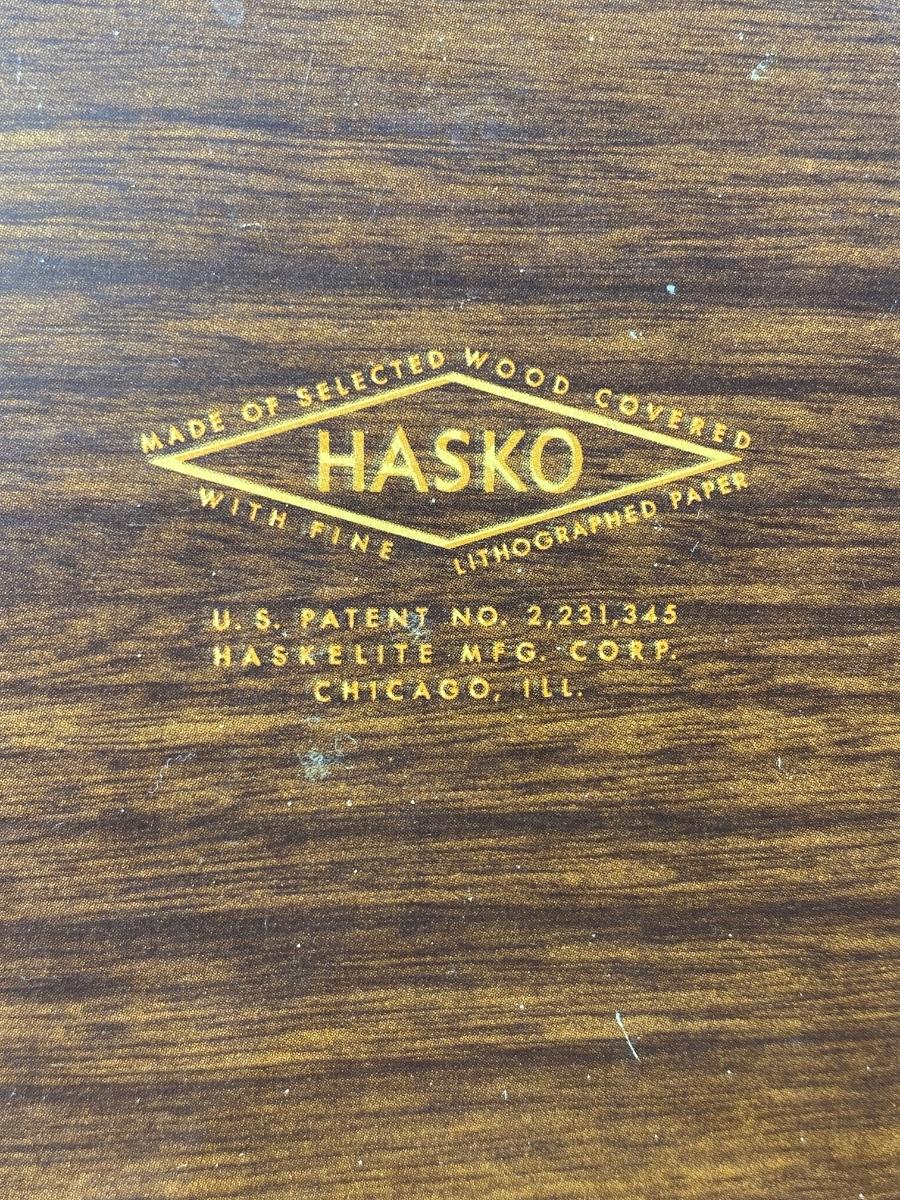 MADE OF SELECTED WOOD COVERED
HASKO
WITH FINE LITHOGRAPHED PAPER
U. S. PATENT NO. 2,231,345
HASKELITE MFG. CORP.
CHICAGO, ILL.